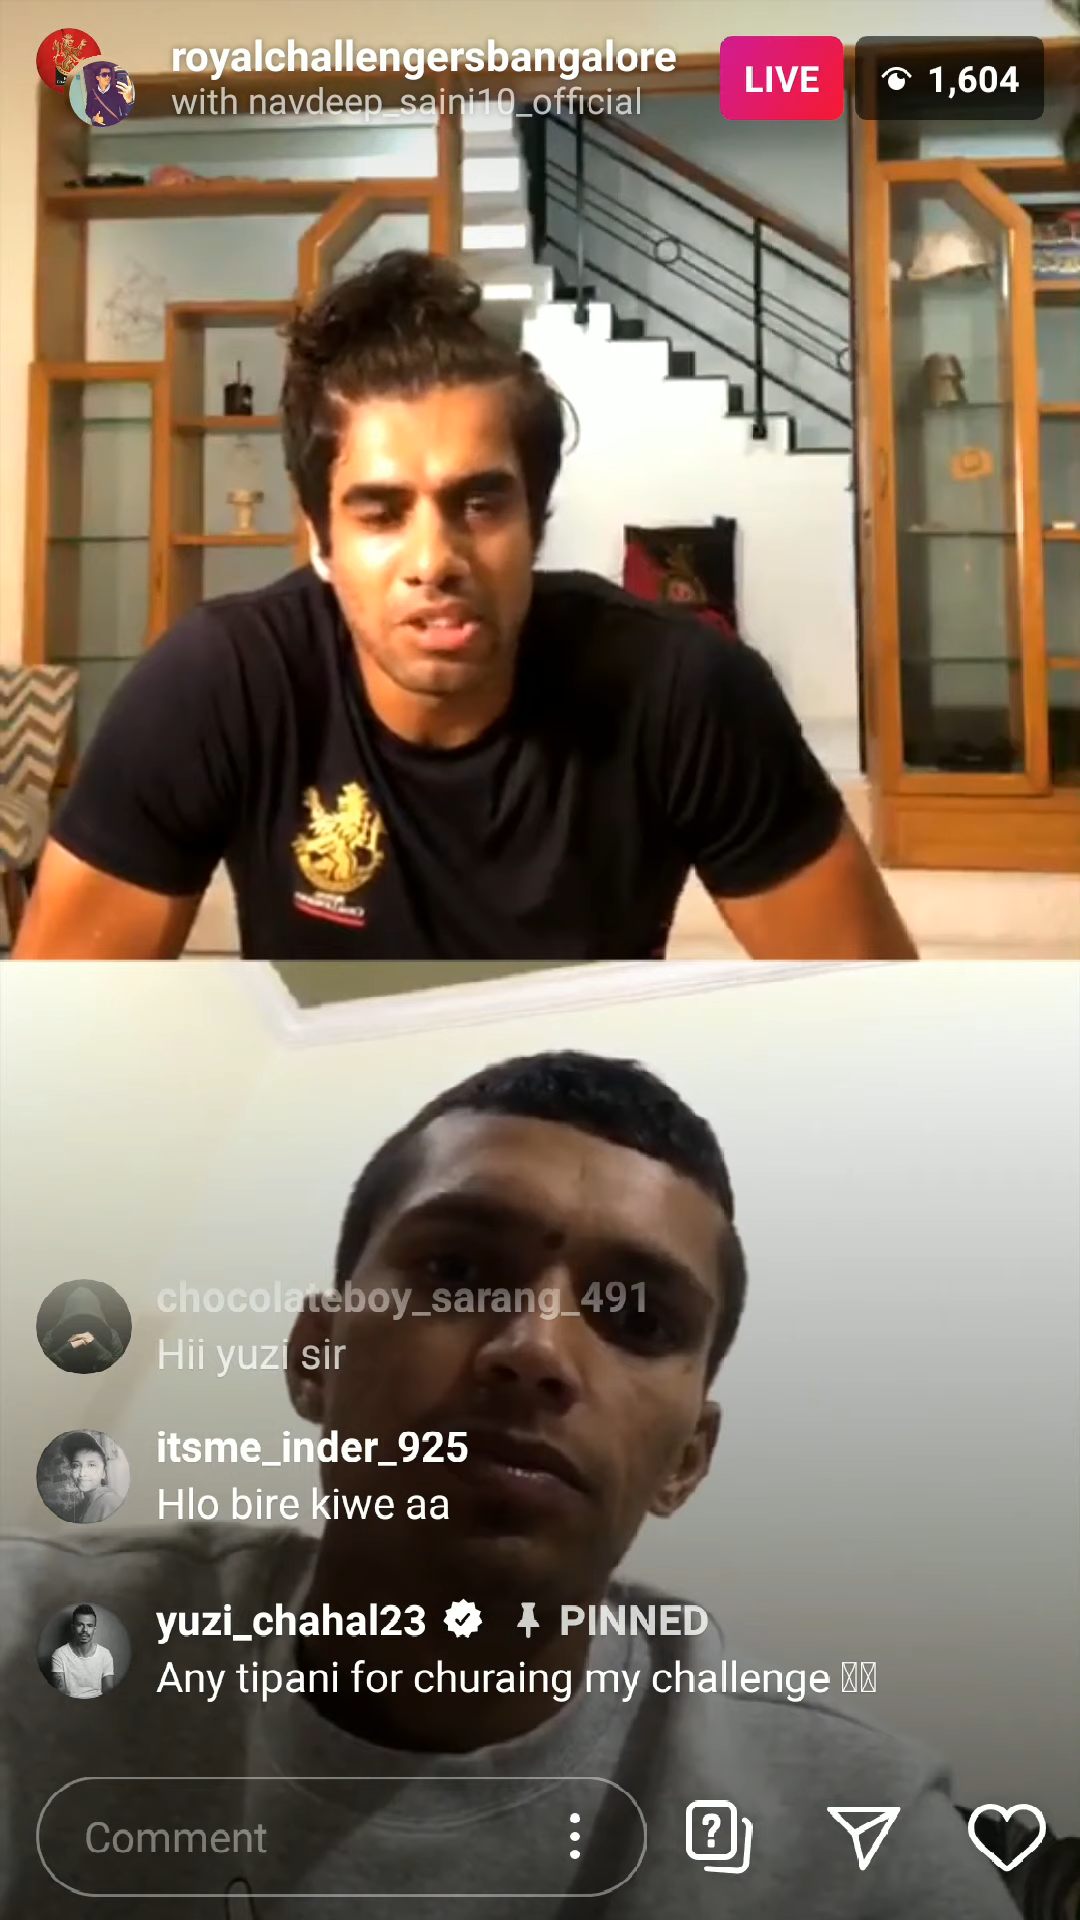 royalchallengersbangalore
with navdeep_saini10_official
LIVE
1,604
chocolateboy_sarang_491
Hii yuzi sir
itsme_inder_925
Hlo bire kiwe aa
yuzi_chahal23 PINNED
Any tipani for churaing my challenge
Comment